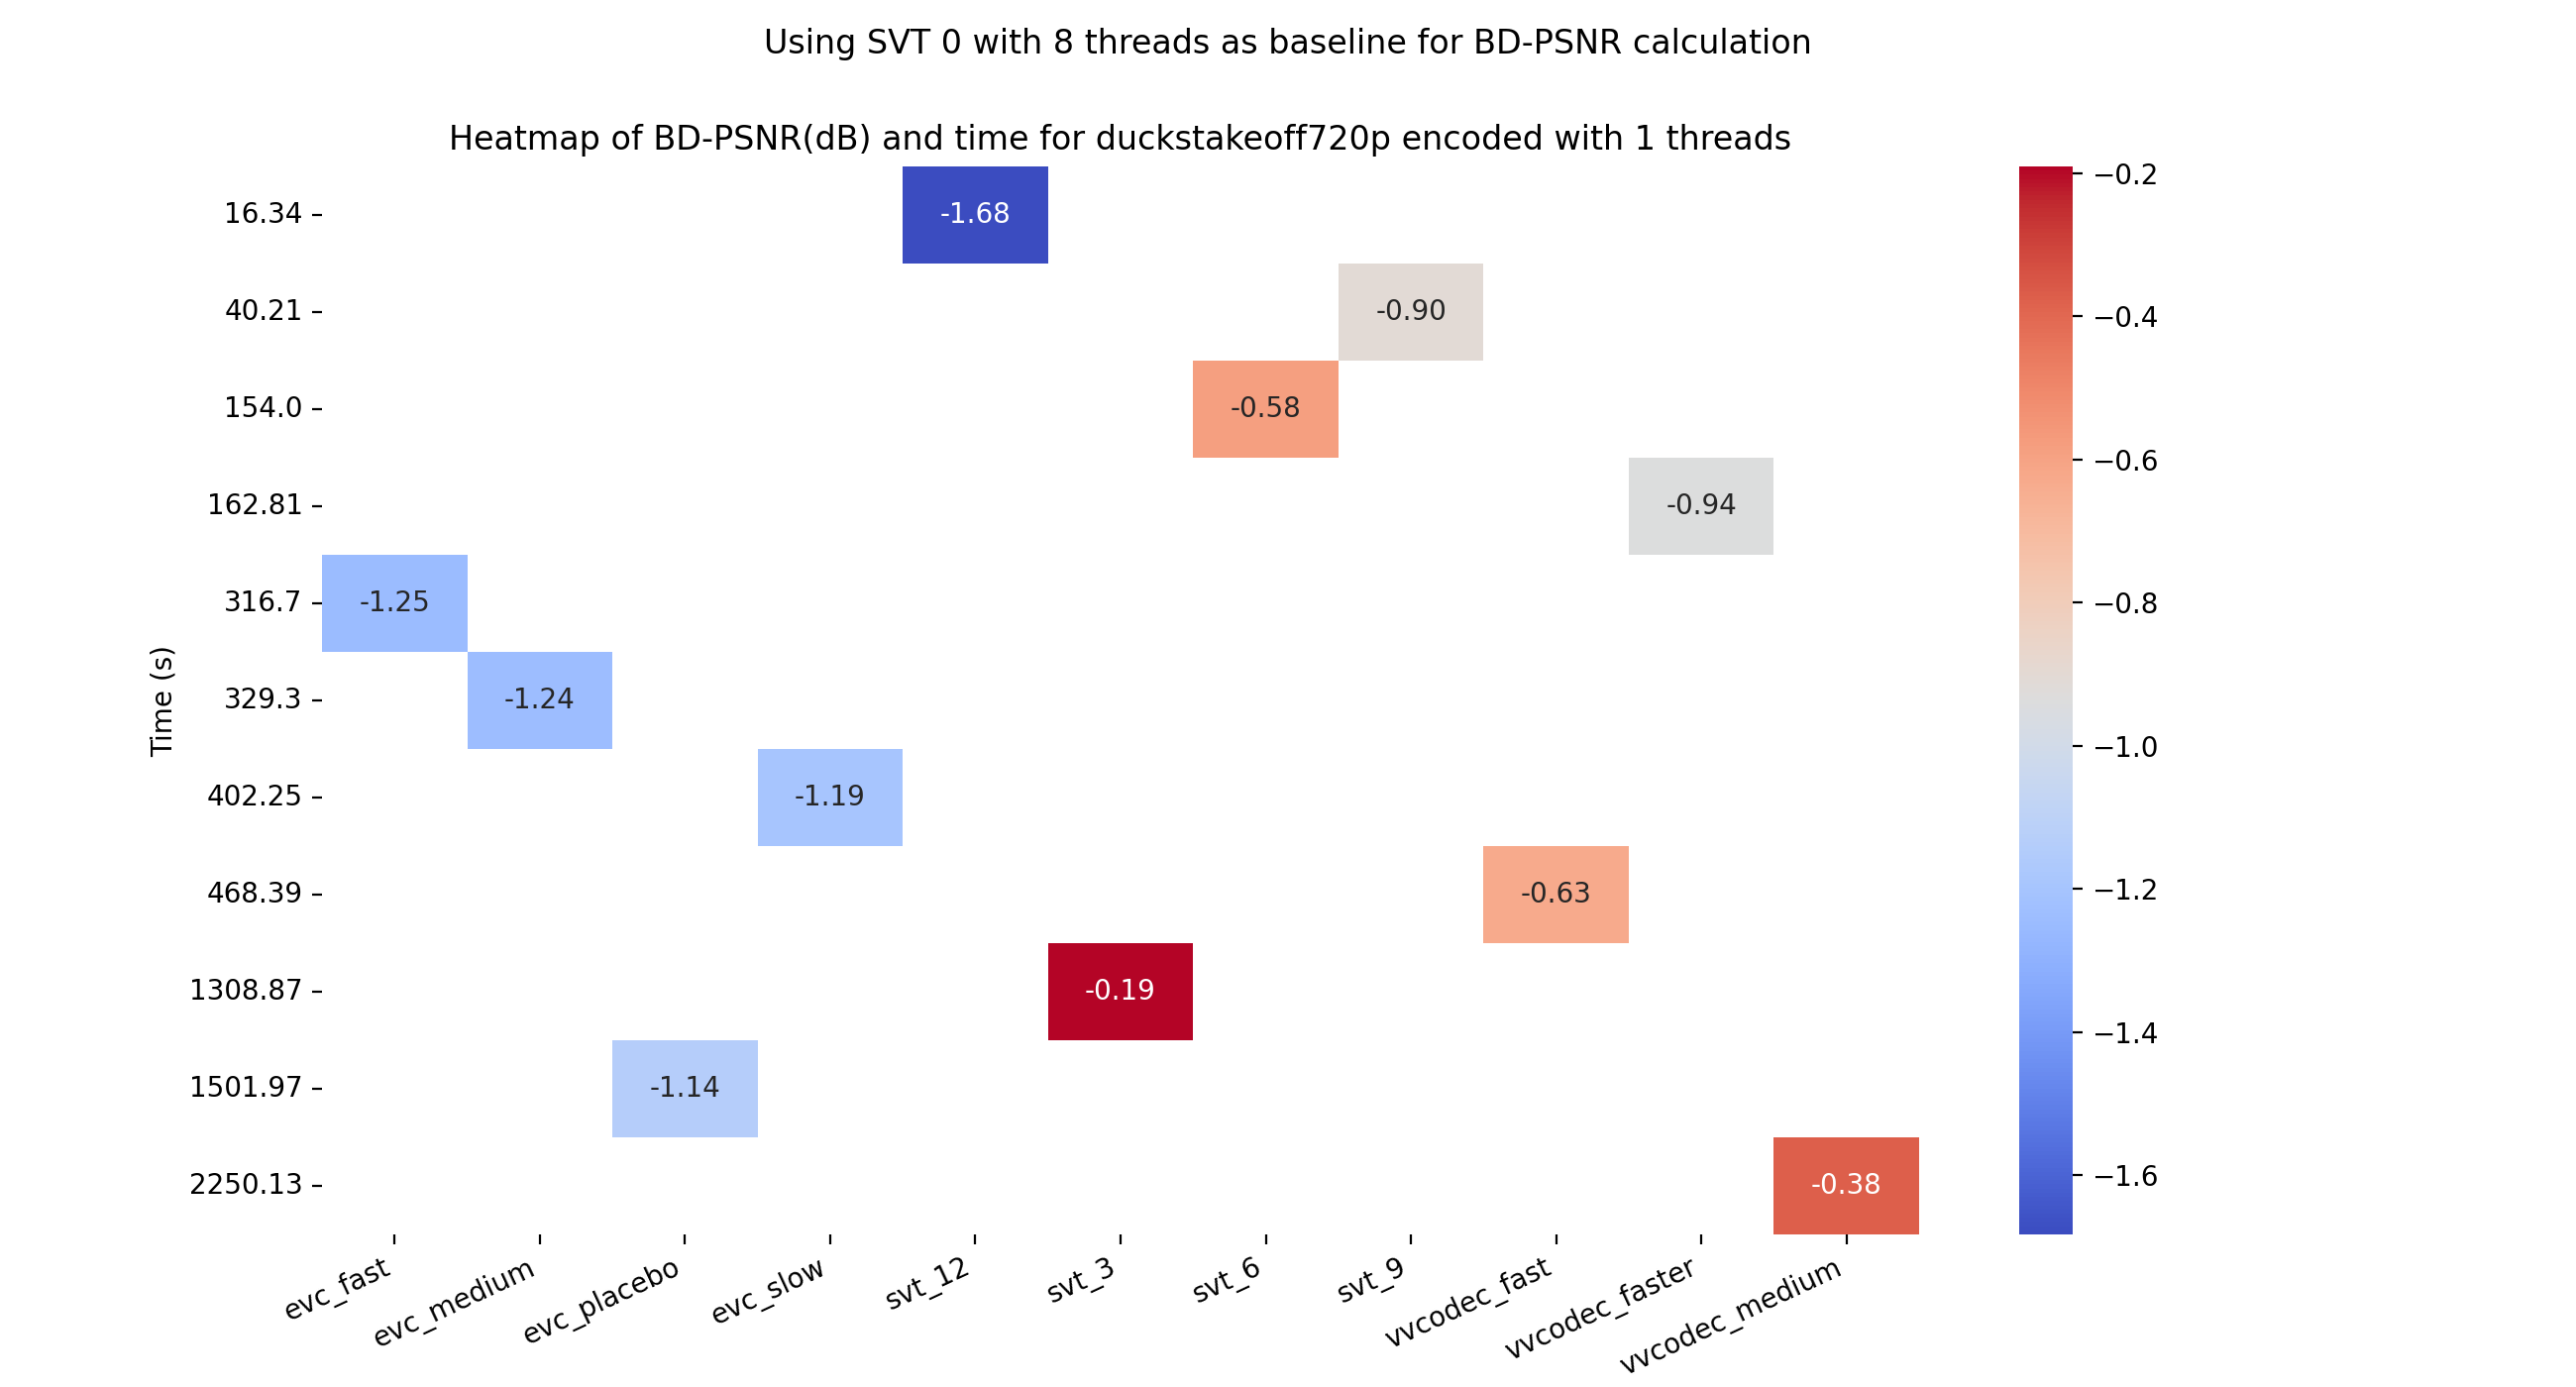 Using SVT 0 with 8 threads as baseline for BD-PSNR calculation
Heatmap of BD-PSNR(dB) and time for duckstakeoff720p encoded with 1 threads
Time (s)
16.34
40.21
154.0
162.81
316.7
329.3
402.25
468.39
1308.87
1501.97
2250.13
-1.68
-0.90
-0.58
-0.94
-1.25
-1.24
-1.19
-0.63
-0.19
-1.14
-0.38
evc_fast
evc_medium
evc_placebo
evc_slow
svt_12
svt_3
svt_6
svt_9
vvcodec_fast
vvcodec_faster
vvcodec_medium
−0.2
−0.4
−0.6
−0.8
−1.0
−1.2
−1.4
−1.6